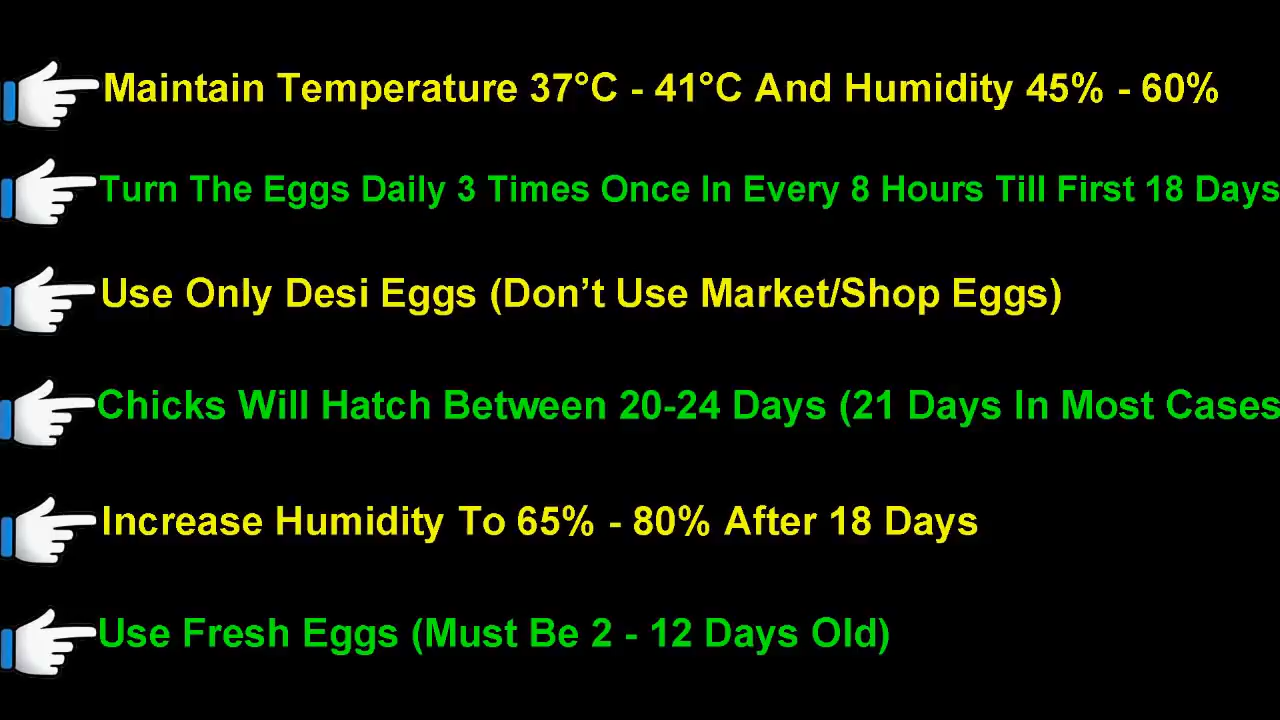 Maintain Temperature 37°C - 41°C And Humidity 45% - 60%
Turn The Eggs Daily 3 Times Once In Every 8 Hours Till First 18 Days
Use Only Desi Eggs (Don’t Use Market/Shop Eggs)
Chicks Will Hatch Between 20-24 Days (21 Days In Most Cases
Increase Humidity To 65% - 80% After 18 Days
Use Fresh Eggs (Must Be 2 - 12 Days Old)